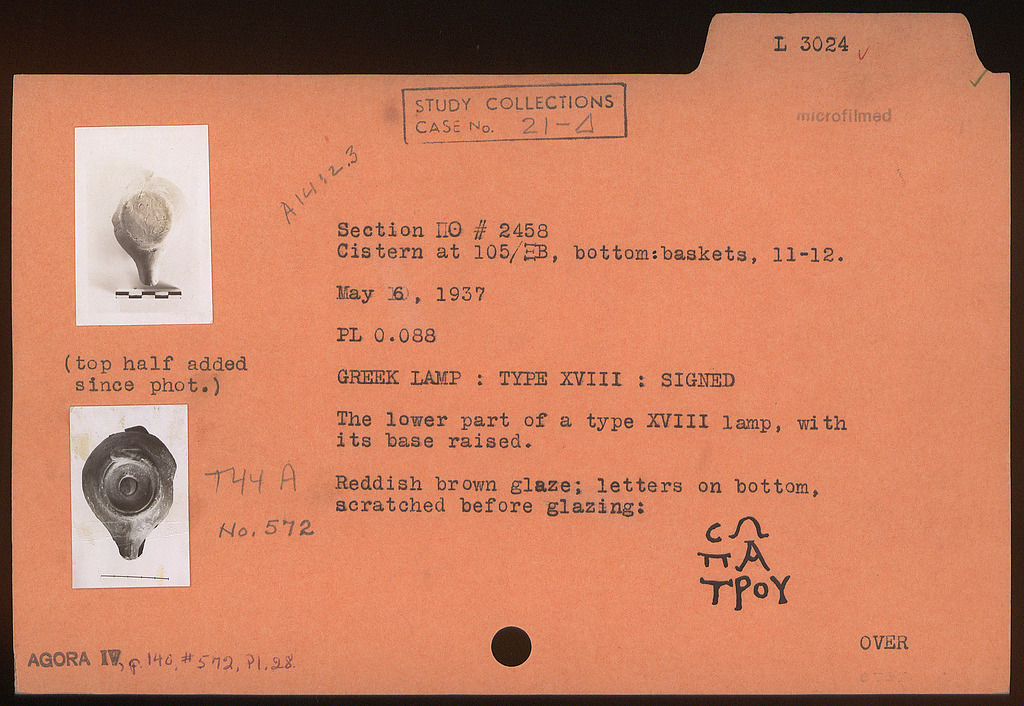 L 3024
STUDY COLLECTIONS
CASE No. 21-Δ
microfilmed
Section ΠΘ # 2458
Cistern at 105/ΞΒ, bottom:baskets, 11-12.
May 6, 1937
PL 0.088
GREEK LAMP : TYPE XVIII : SIGNED
The lower part of a type XVIII lamp, with
its base raised.
Reddish brown glaze; letters on bottom,
scratched before glazing:
CΩ
ΠΑ
ΤΡΟΥ
(top half added
since phot.)
T44 A
No. 572
AGORA IV, p. 140, #572, Pl. 28.
OVER